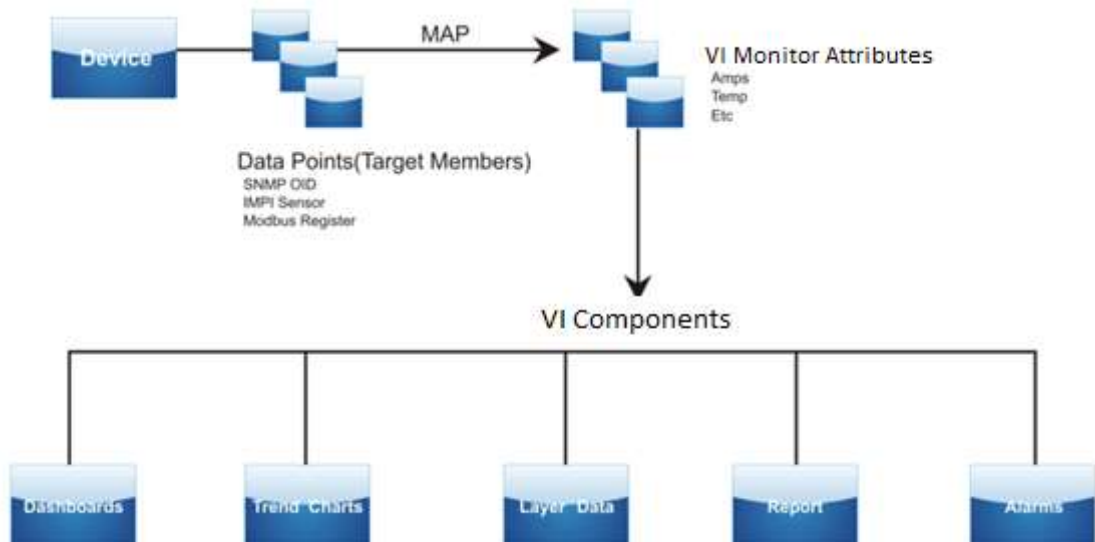 Device
MAP
VI Monitor Attributes
Amps
Temp
Etc
Data Points(Target Members)
SNMP OID
IMPI Sensor
Modbus Register
VI Components
Dashboards
Trend Charts
Layer Data
Report
Alarms